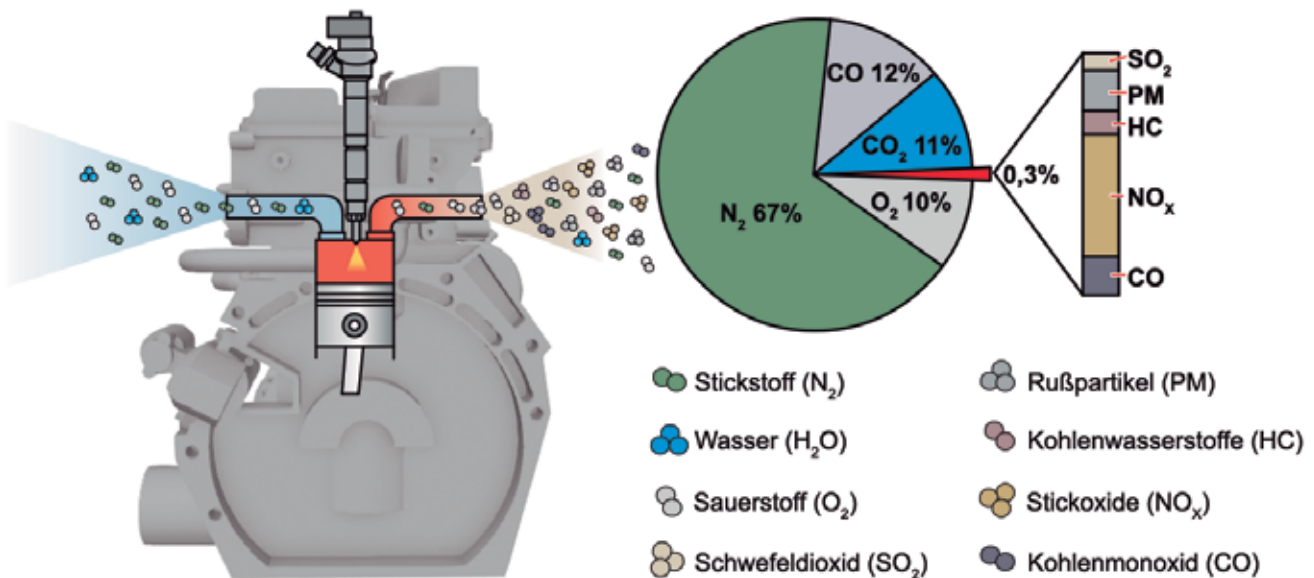 CO 12%
CO₂ 11%
0,3%
O₂ 10%
N₂ 67%
SO₂
PM
HC
NOₓ
CO
Stickstoff (N₂)
Wasser (H₂O)
Sauerstoff (O₂)
Schwefeldioxid (SO₂)
Rußpartikel (PM)
Kohlenwasserstoffe (HC)
Stickoxide (NOₓ)
Kohlenmonoxid (CO)